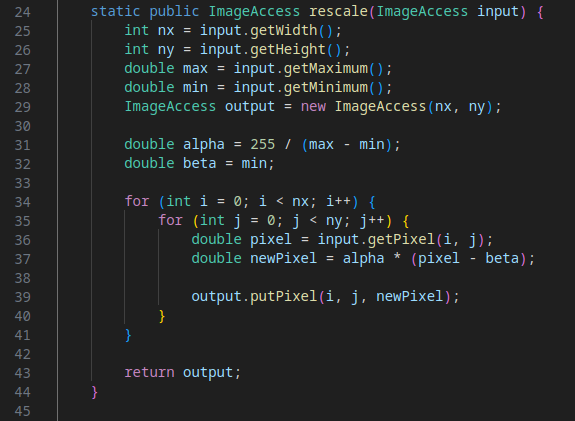 24 static public ImageAccess rescale(ImageAccess input) {
25 int nx = input.getWidth();
26 int ny = input.getHeight();
27 double max = input.getMaximum();
28 double min = input.getMinimum();
29 ImageAccess output = new ImageAccess(nx, ny);
30
31 double alpha = 255 / (max - min);
32 double beta = min;
33
34 for (int i = 0; i < nx; i++) {
35 for (int j = 0; j < ny; j++) {
36 double pixel = input.getPixel(i, j);
37 double newPixel = alpha * (pixel - beta);
38
39 output.putPixel(i, j, newPixel);
40 }
41 }
42
43 return output;
44 }
45